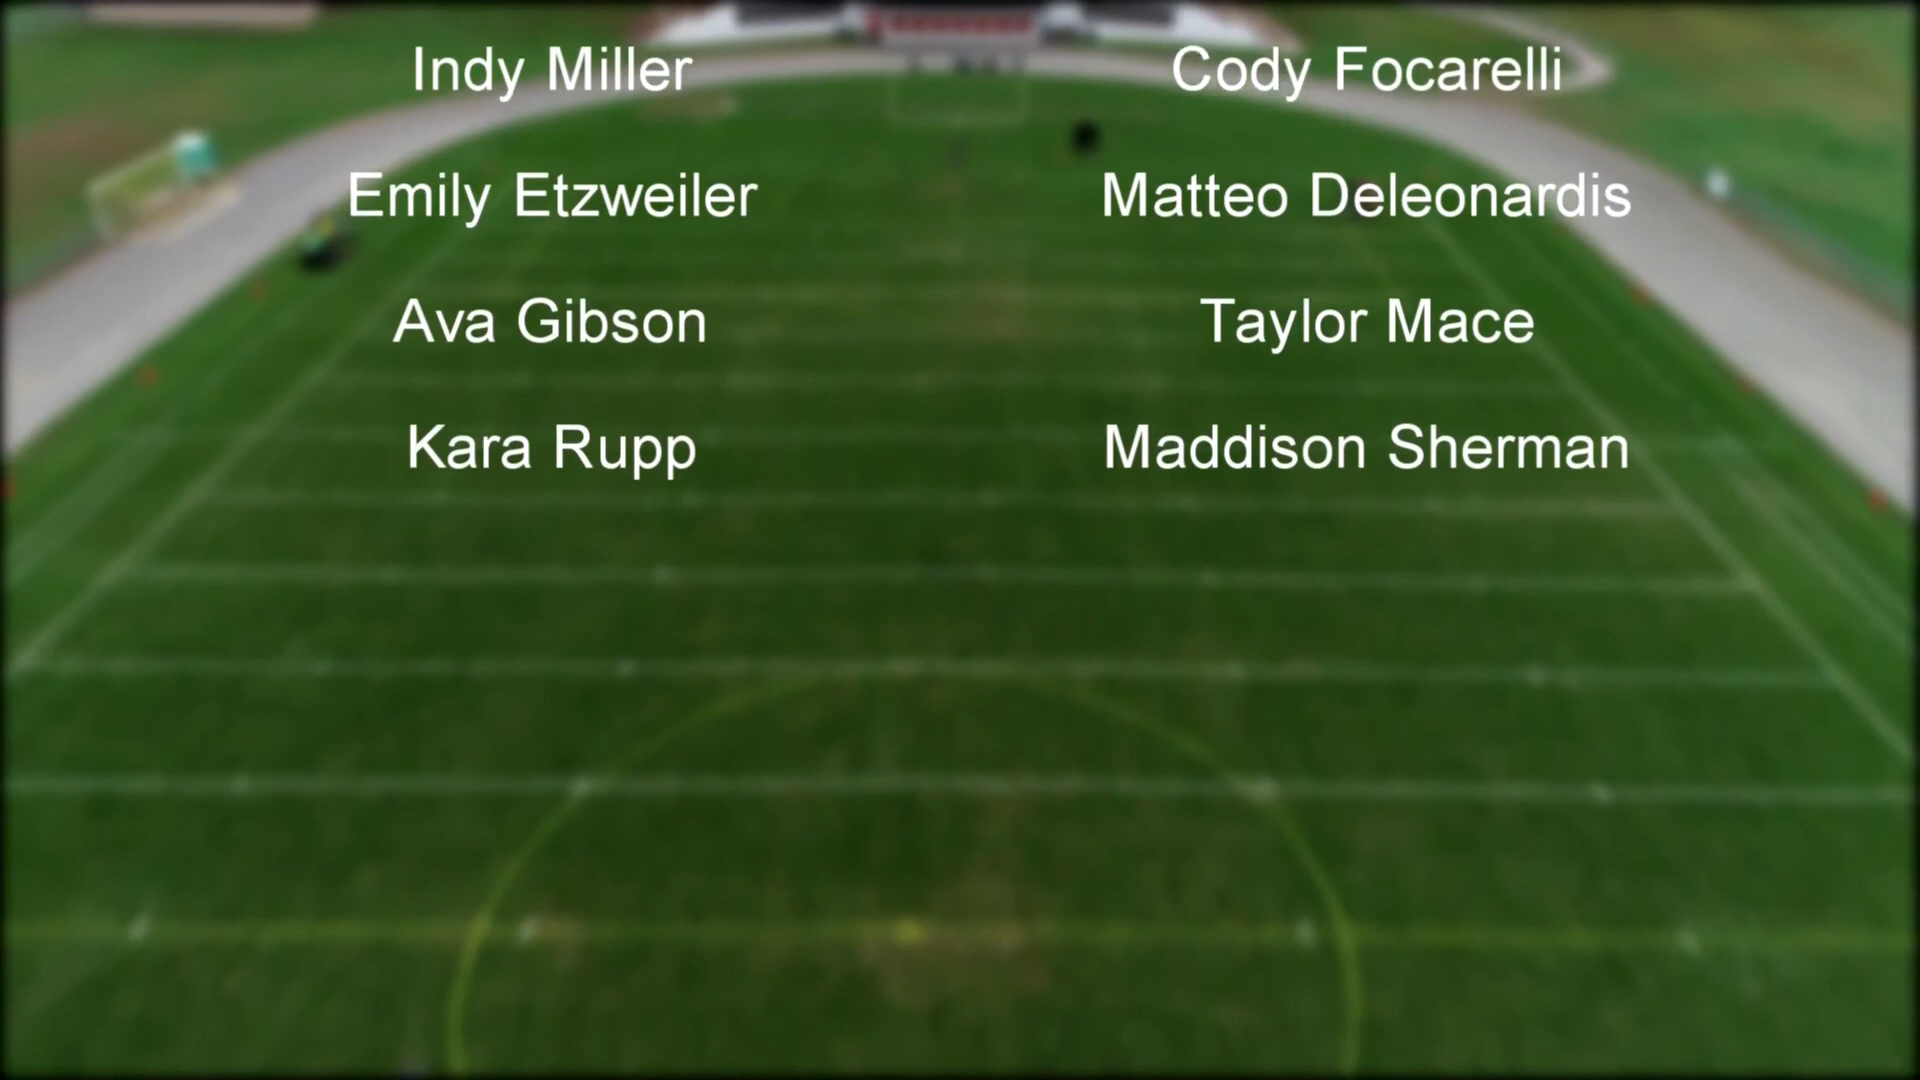 Indy Miller
Cody Focarelli
Emily Etzweiler
Matteo Deleonardis
Ava Gibson
Taylor Mace
Kara Rupp
Maddison Sherman